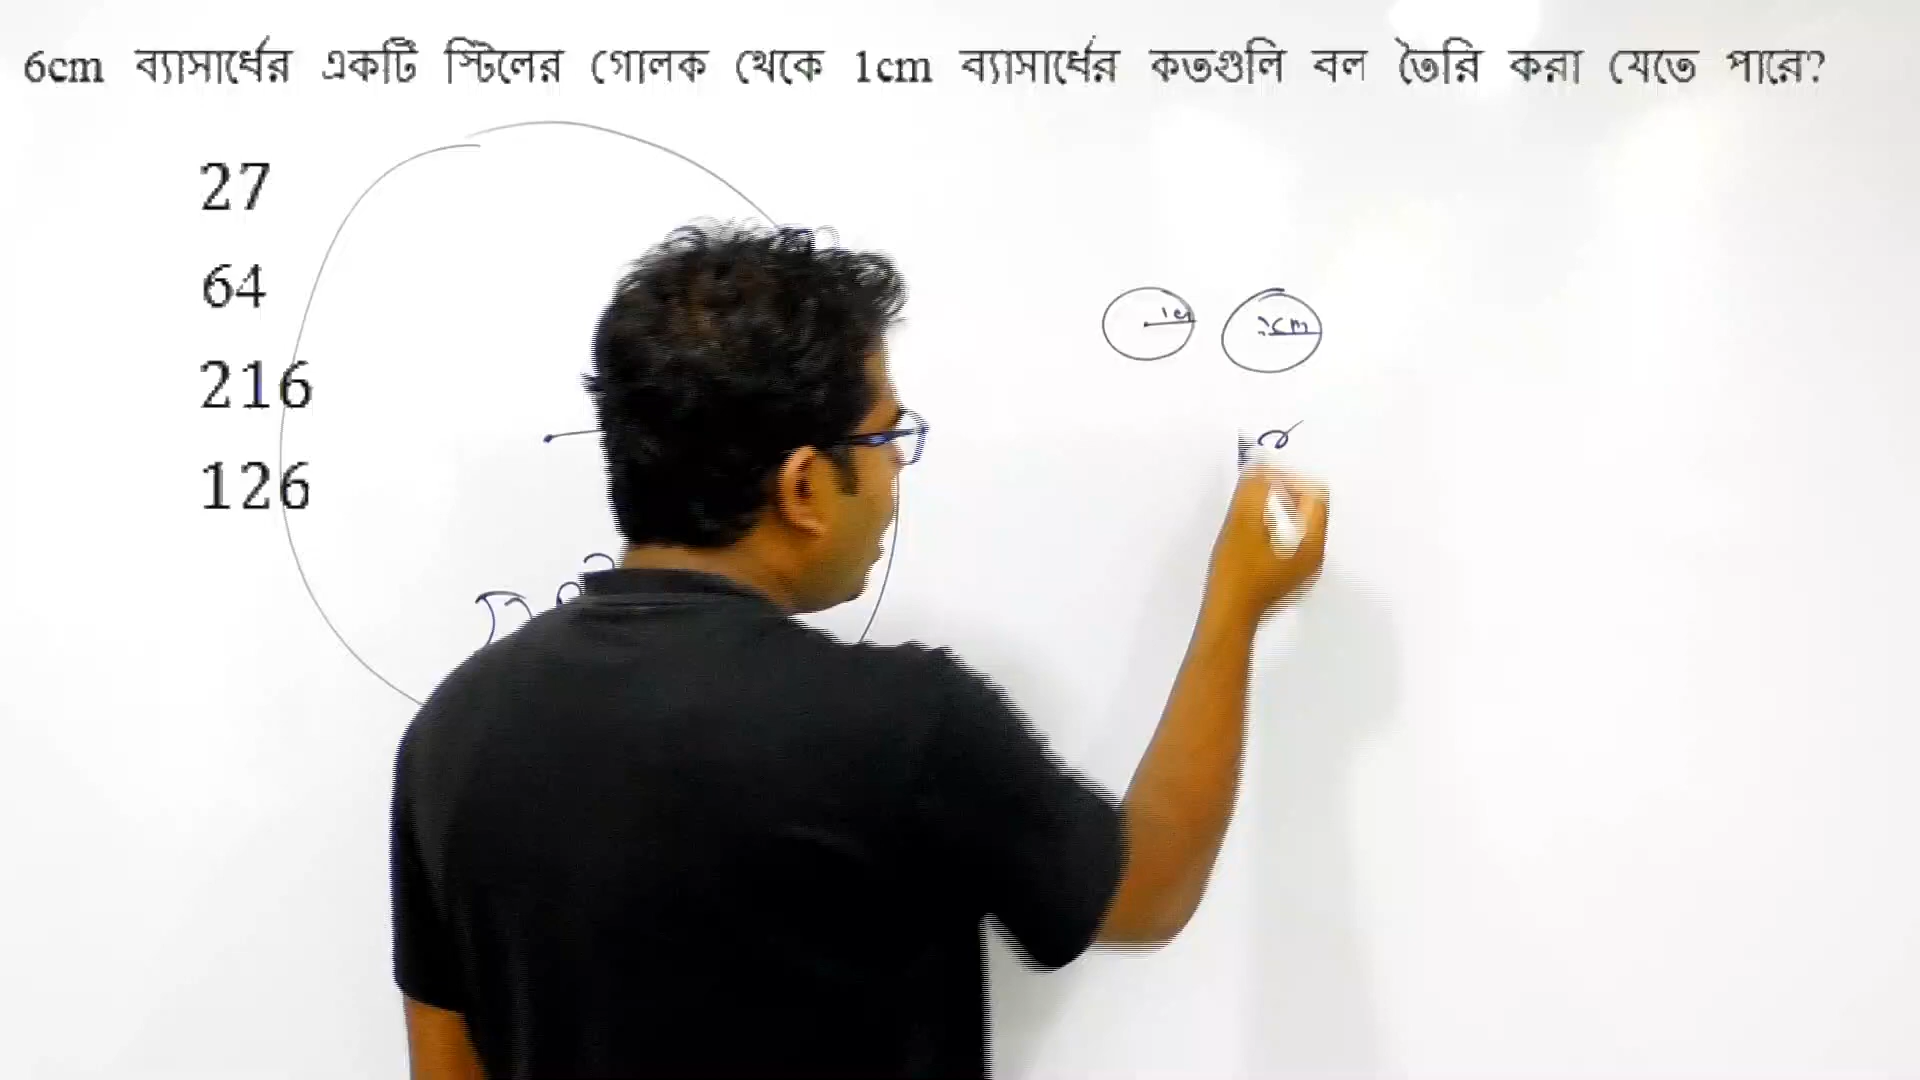 6cm ব্যাসার্ধের একটি স্টিলের গোলক থেকে 1cm ব্যাসার্ধের কতগুলি বল তৈরি করা যেতে পারে?
27
64
216
126